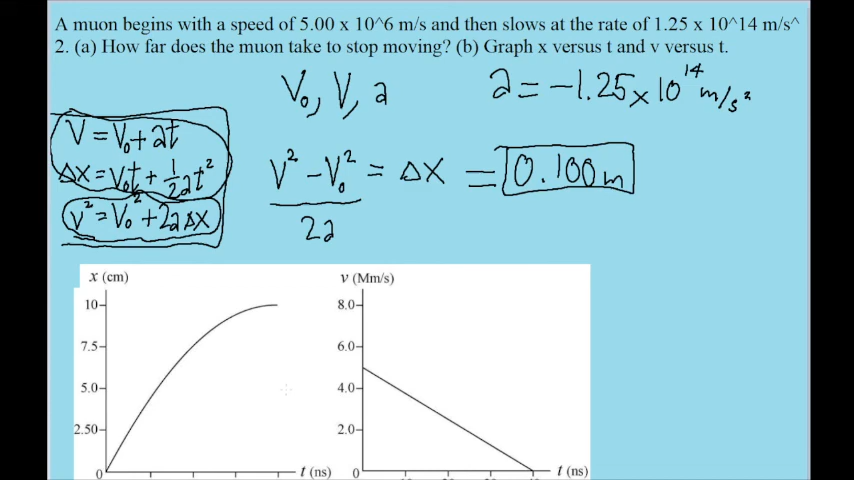 A muon begins with a speed of 5.00 x 10^6 m/s and then slows at the rate of 1.25 x 10^14 m/s^
2. (a) How far does the muon take to stop moving? (b) Graph x versus t and v versus t.
V₀, V, a
a = -1.25 x 10¹⁴ m/s²
V = V₀ + at
Δx = V₀t + 1/2 at²
V² = V₀² + 2aΔx
V² - V₀² / 2a = Δx = 0.100 m
x (cm)
10
7.5
5.0
2.50
0
t (ns)
v (Mm/s)
8.0
6.0
4.0
2.0
0
t (ns)